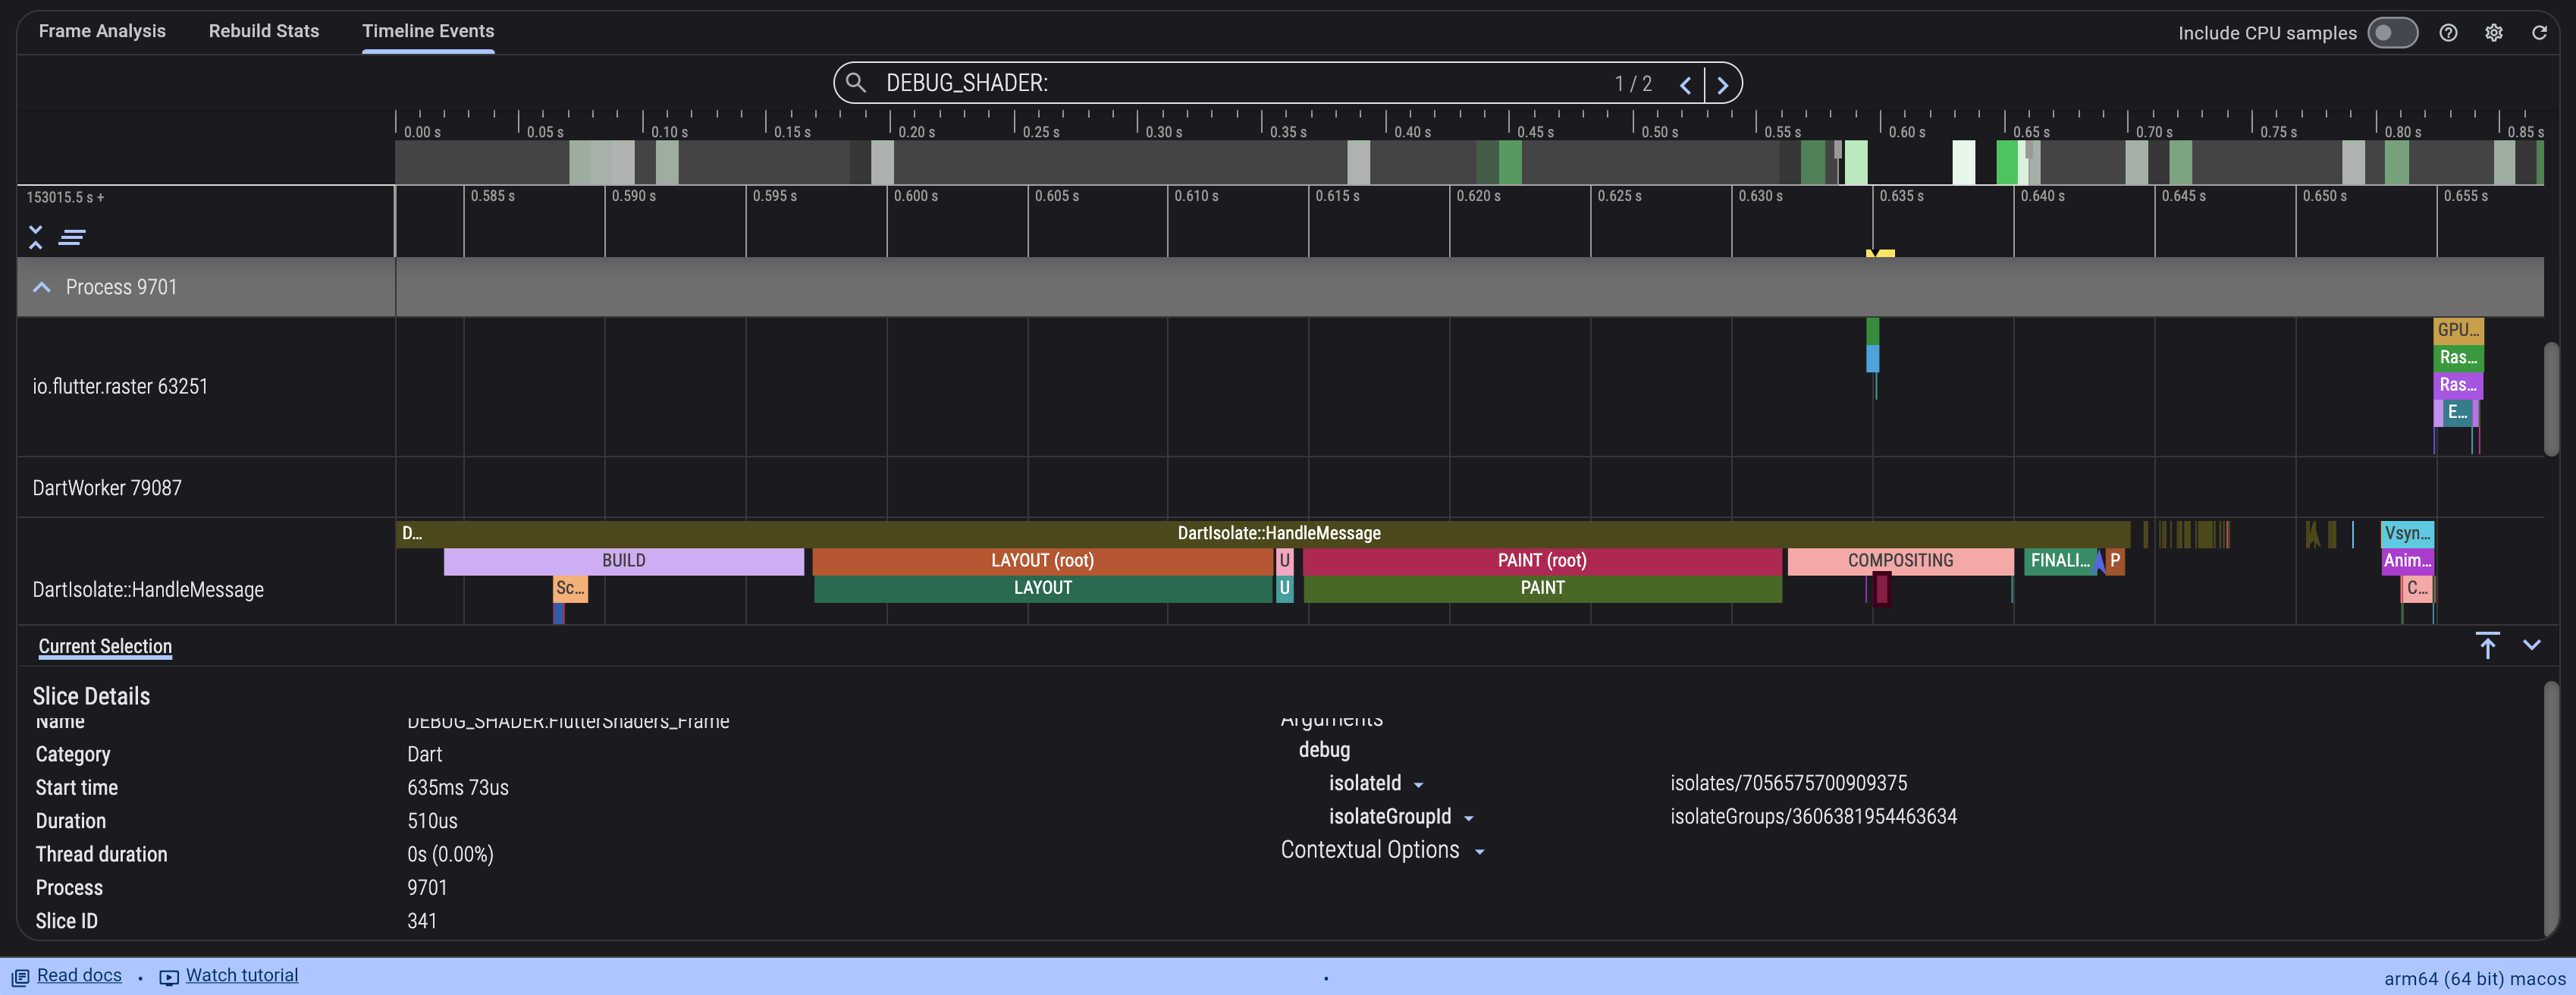 Frame Analysis Rebuild Stats Timeline Events Include CPU samples
DEBUG_SHADER: 1 / 2
0.00 s 0.05 s 0.10 s 0.15 s 0.20 s 0.25 s 0.30 s 0.35 s 0.40 s 0.45 s 0.50 s 0.55 s 0.60 s 0.65 s 0.70 s 0.75 s 0.80 s 0.85 s
153015.5 s + 0.585 s 0.590 s 0.595 s 0.600 s 0.605 s 0.610 s 0.615 s 0.620 s 0.625 s 0.630 s 0.635 s 0.640 s 0.645 s 0.650 s 0.655 s
Process 9701
GPU...
Ras...
io.flutter.raster 63251
Ras...
E...
DartWorker 79087
D... DartIsolate::HandleMessage Vsyn...
BUILD LAYOUT (root) U PAINT (root) COMPOSITING FINALI... P Anim...
DartIsolate::HandleMessage
Sc... LAYOUT U PAINT C...
Current Selection
Slice Details
Name DEBUG_SHADER:FlutterShaders_Frame
Arguments
Category Dart
debug
Start time 635ms 73us
isolateId isolates/7056575700909375
Duration 510us
isolateGroupId isolateGroups/3606381954463634
Thread duration 0s (0.00%)
Contextual Options
Process 9701
Slice ID 341
Read docs • Watch tutorial • arm64 (64 bit) macos